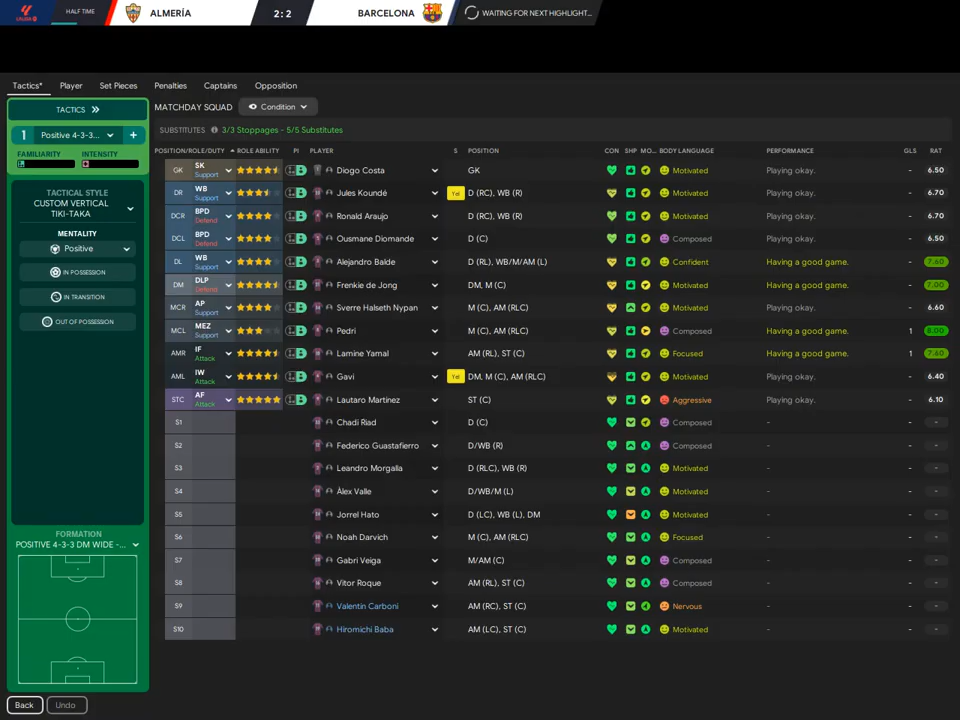 LALIGA
HALF TIME
ALMERÍA
2 : 2
BARCELONA
WAITING FOR NEXT HIGHLIGHT...
Tactics*
Player
Set Pieces
Penalties
Captains
Opposition
TACTICS
MATCHDAY SQUAD
Condition
1 Positive 4-3-3... +
SUBSTITUTES 3/3 Stoppages - 5/5 Substitutes
FAMILIARITY INTENSITY
POSITION/ROLE/DUTY ROLE ABILITY PI PLAYER S POSITION CON SHP MO... BODY LANGUAGE PERFORMANCE GLS RAT
GK SK Support Diogo Costa GK Motivated Playing okay. - 6.50
DR WB Support Jules Koundé Yel D (RC), WB (R) Motivated Playing okay. - 6.70
DCR BPD Defend Ronald Araujo D (RC), WB (R) Motivated Playing okay. - 6.70
DCL BPD Defend Ousmane Diomande D (C) Composed Playing okay. - 6.50
DL WB Support Alejandro Balde D (RL), WB/M/AM (L) Confident Having a good game. - 7.60
DM DLP Defend Frenkie de Jong DM, M (C) Motivated Having a good game. - 7.00
MCR AP Support Sverre Halseth Nypan M (C), AM (RLC) Motivated Playing okay. - 6.60
MCL MEZ Support Pedri M (C), AM (RLC) Composed Having a good game. 1 8.00
AMR IF Attack Lamine Yamal AM (RL), ST (C) Focused Having a good game. 1 7.60
AML IW Attack Gavi Yel DM, M (C), AM (RLC) Motivated Playing okay. - 6.40
STC AF Attack Lautaro Martinez ST (C) Aggressive Playing okay. - 6.10
S1 Chadi Riad D (C) Composed - - -
S2 Federico Guastafierro D/WB (R) Composed - - -
S3 Leandro Morgalla D (RLC), WB (R) Motivated - - -
S4 Àlex Valle D/WB/M (L) Motivated - - -
S5 Jorrel Hato D (LC), WB (L), DM Motivated - - -
S6 Noah Darvich M (C), AM (RLC) Focused - - -
S7 Gabri Veiga M/AM (C) Composed - - -
S8 Vitor Roque AM (RL), ST (C) Composed - - -
S9 Valentin Carboni AM (RC), ST (C) Nervous - - -
S10 Hiromichi Baba AM (LC), ST (C) Motivated - - -
TACTICAL STYLE
CUSTOM VERTICAL
TIKI-TAKA
MENTALITY
Positive
IN POSSESSION
IN TRANSITION
OUT OF POSSESSION
FORMATION
POSITIVE 4-3-3 DM WIDE -...
Back
Undo